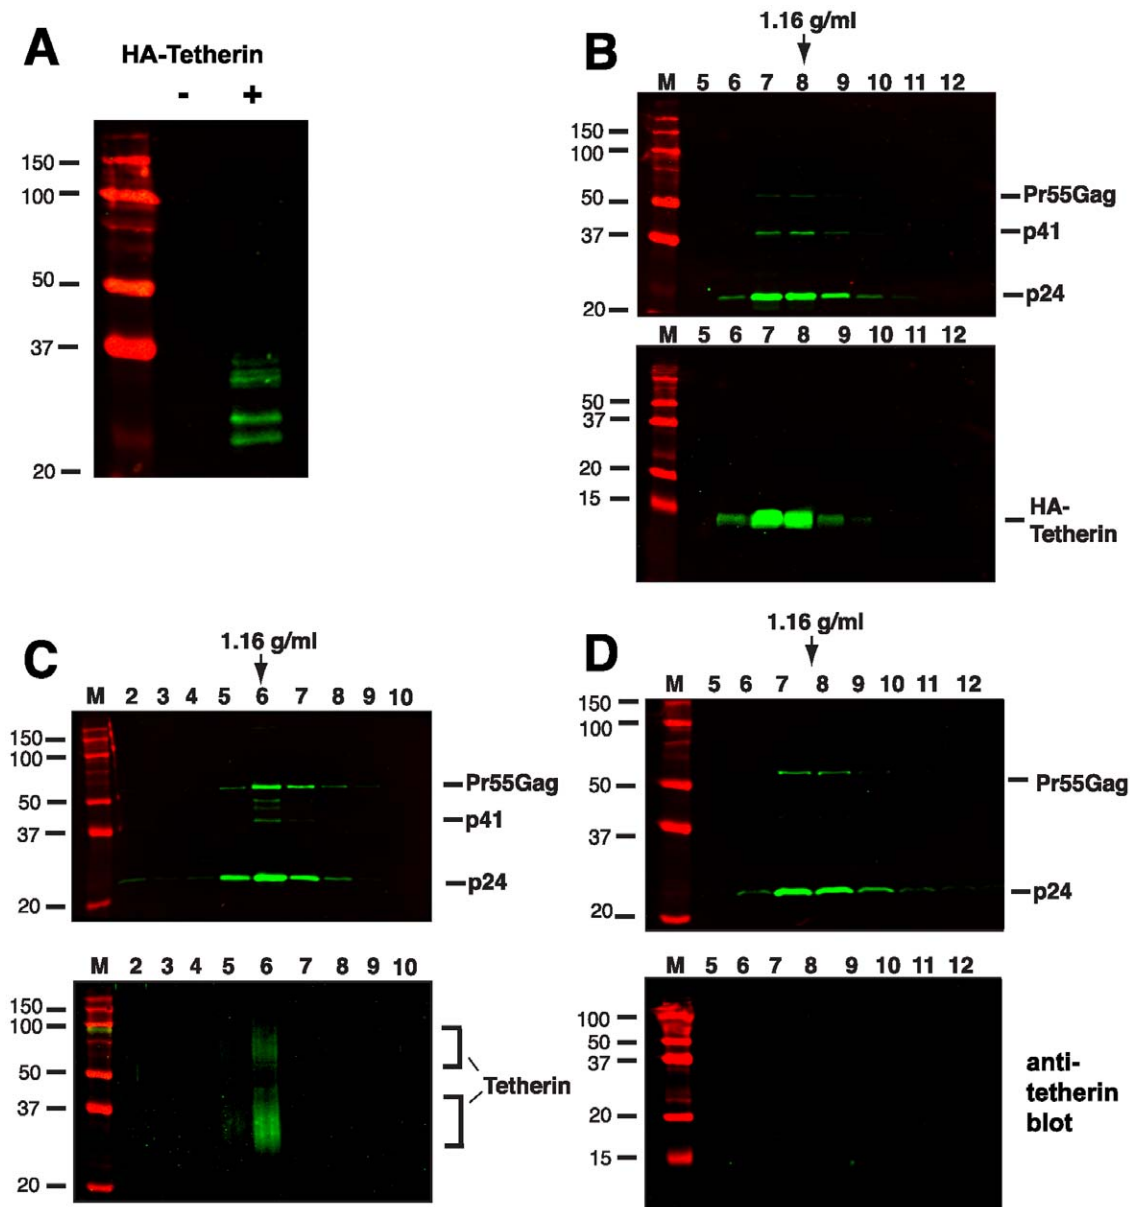 A
HA-Tetherin
- +
150
100
50
37
20
B
1.16 g/ml
M 5 6 7 8 9 10 11 12
150
100
50
37
20
Pr55Gag
p41
p24
M 5 6 7 8 9 10 11 12
50
37
20
15
HA-
Tetherin
C
1.16 g/ml
M 2 3 4 5 6 7 8 9 10
150
100
50
37
20
Pr55Gag
p41
p24
M 2 3 4 5 6 7 8 9 10
150
100
50
37
20
Tetherin
D
1.16 g/ml
M 5 6 7 8 9 10 11 12
150
100
50
37
20
Pr55Gag
p24
M 5 6 7 8 9 10 11 12
100
50
37
20
15
anti-
tetherin
blot